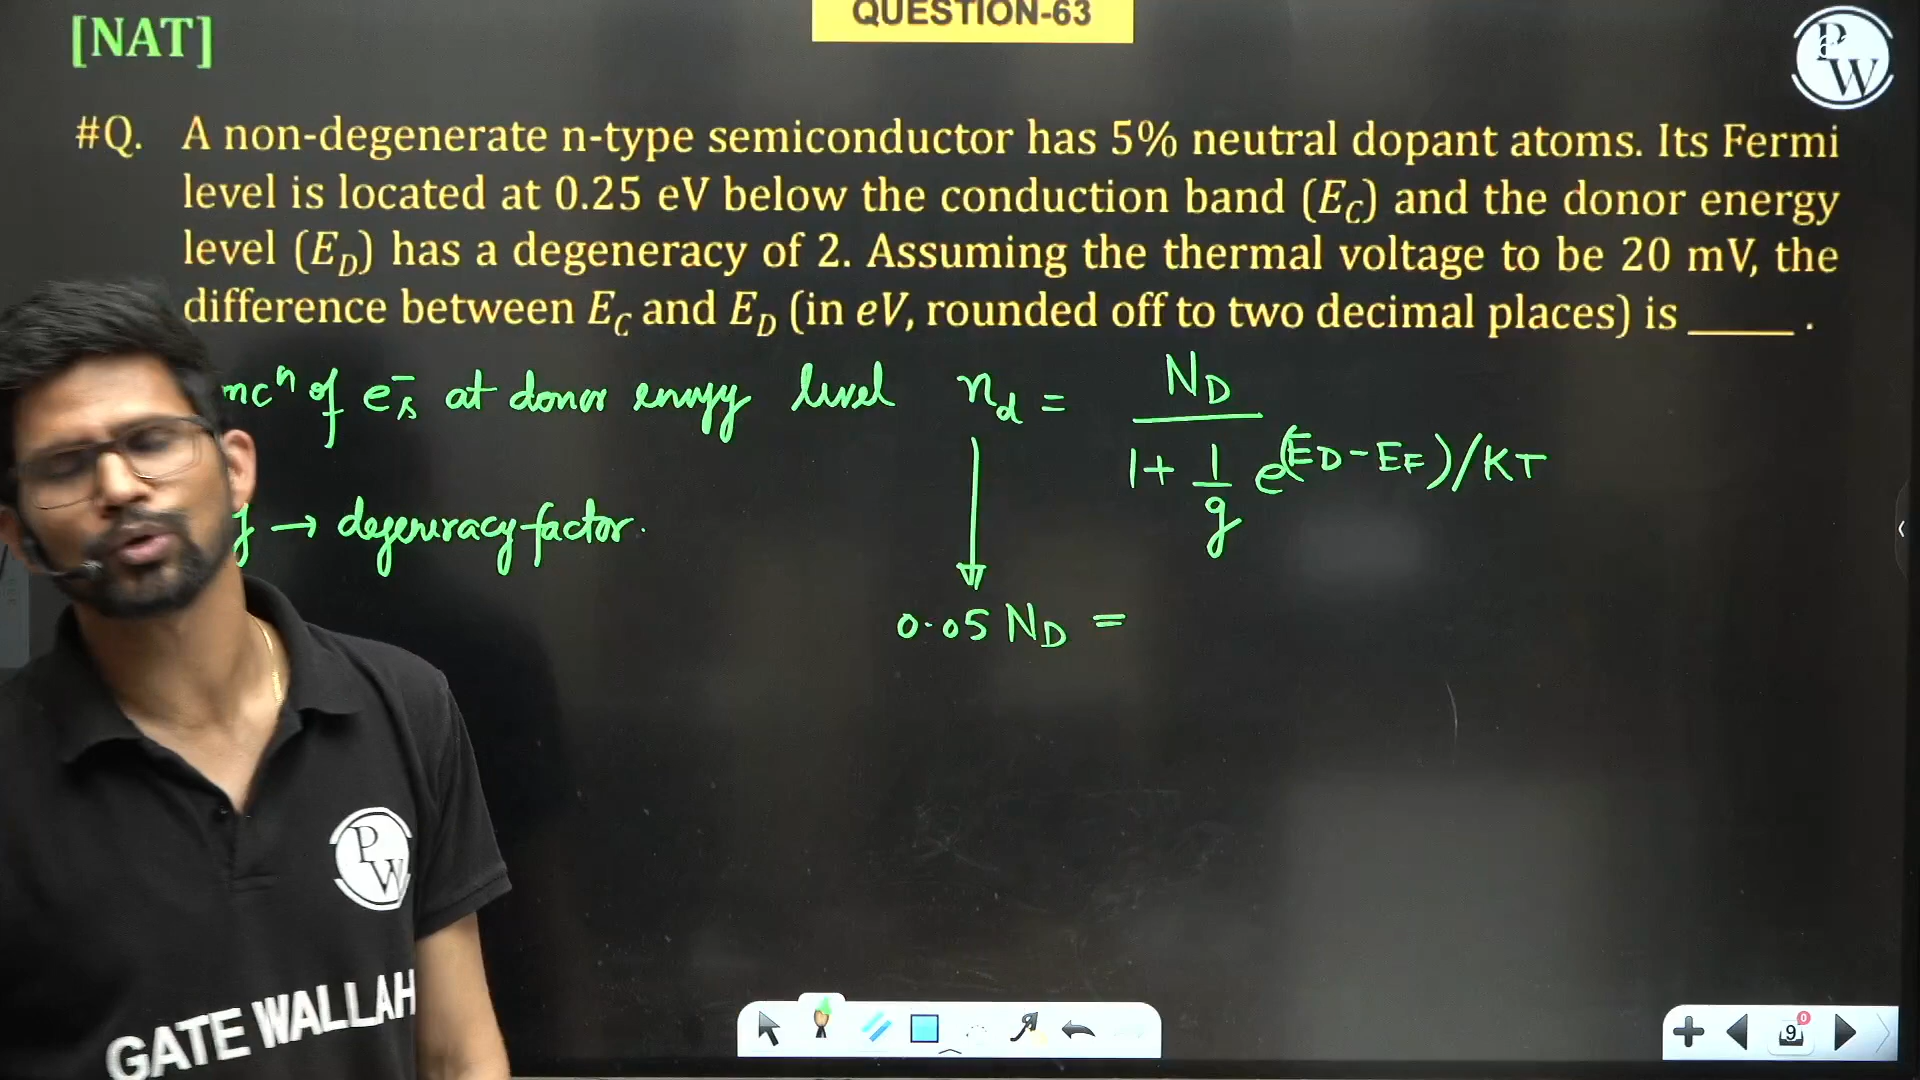 QUESTION-63
[NAT]
PW
#Q. A non-degenerate n-type semiconductor has 5% neutral dopant atoms. Its Fermi
level is located at 0.25 eV below the conduction band (E_C) and the donor energy
level (E_D) has a degeneracy of 2. Assuming the thermal voltage to be 20 mV, the
difference between E_C and E_D (in eV, rounded off to two decimal places) is _____ .
of e⁻s at donor energy level n_d = N_D / (1 + 1/g e^(E_D - E_F)/KT)
g → degeneracy factor.
0.05 N_D =
PW
GATE WALLAH
9
0